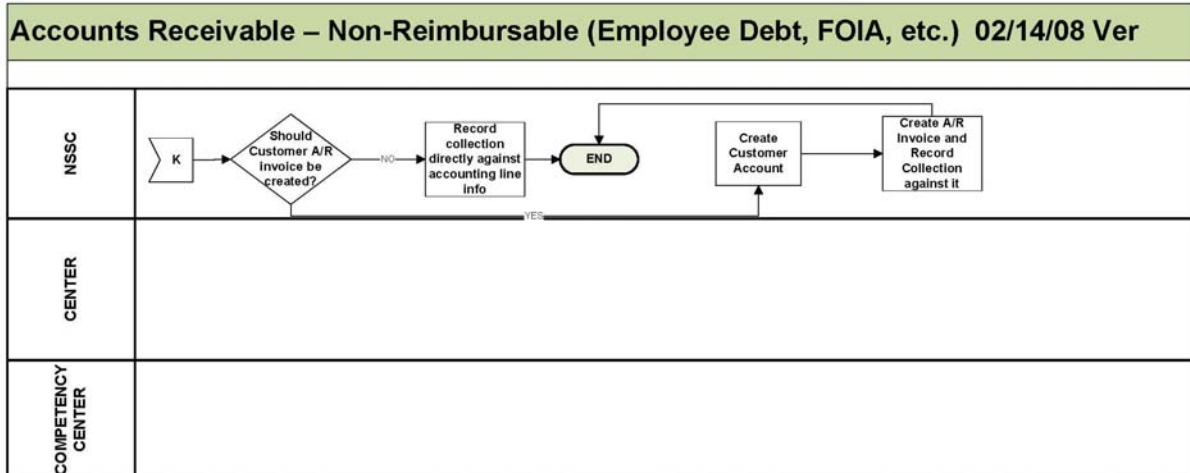 Accounts Receivable – Non-Reimbursable (Employee Debt, FOIA, etc.) 02/14/08 Ver
NSSC
K
Should
Customer A/R
invoice be
created?
NO
Record
collection
directly against
accounting line
info
END
YES
Create
Customer
Account
Create A/R
Invoice and
Record
Collection
against it
CENTER
COMPETENCY
CENTER